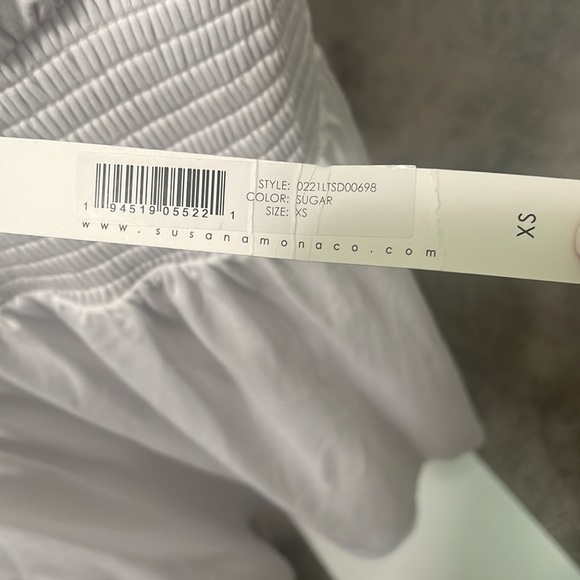 STYLE: 0221LTSD00698
COLOR: SUGAR
SIZE: XS
1 94519 05522 1
www.susanamonaco.com
XS